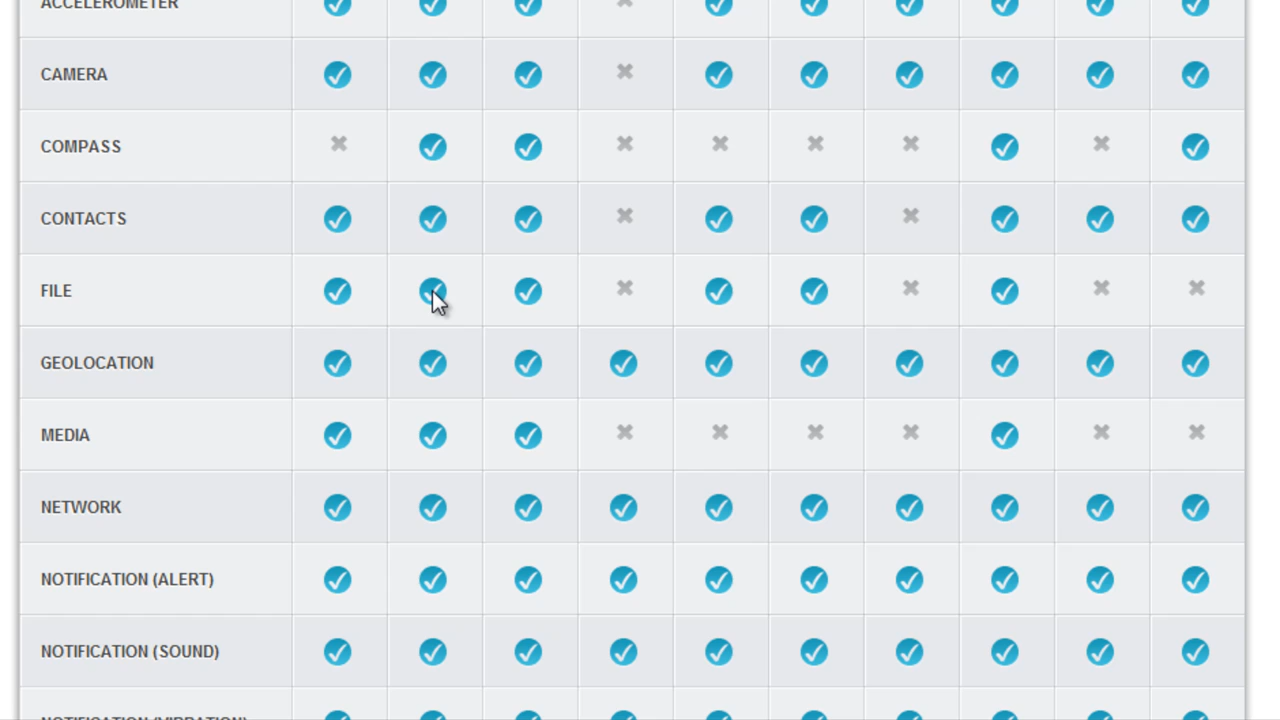 ACCELEROMETER
CAMERA
COMPASS
CONTACTS
FILE
GEOLOCATION
MEDIA
NETWORK
NOTIFICATION (ALERT)
NOTIFICATION (SOUND)
NOTIFICATION (VIBRATION)